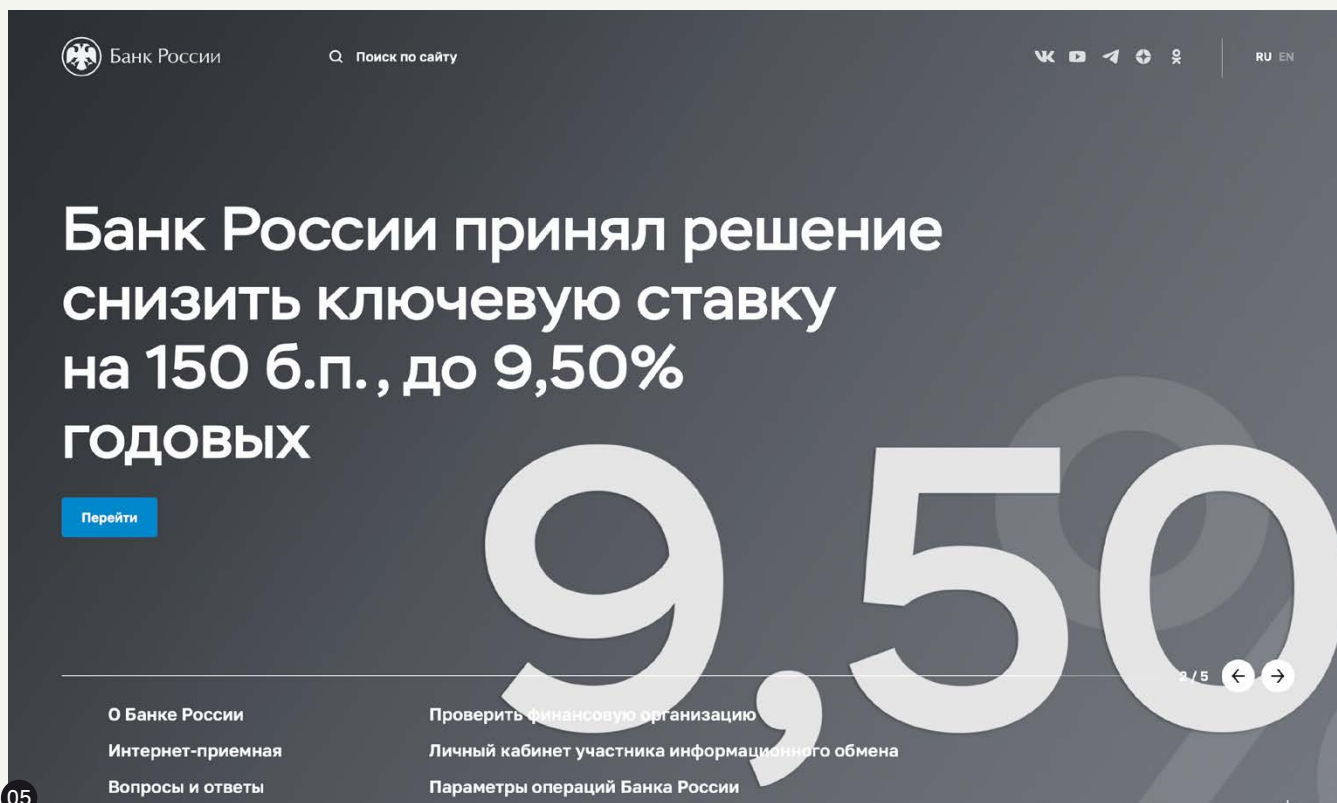 Банк России
Поиск по сайту
RU EN
Банк России принял решение
снизить ключевую ставку
на 150 б.п., до 9,50%
годовых
Перейти
9,50
2 / 5
О Банке России
Проверить финансовую организацию
Интернет-приемная
Личный кабинет участника информационного обмена
Вопросы и ответы
Параметры операций Банка России
05